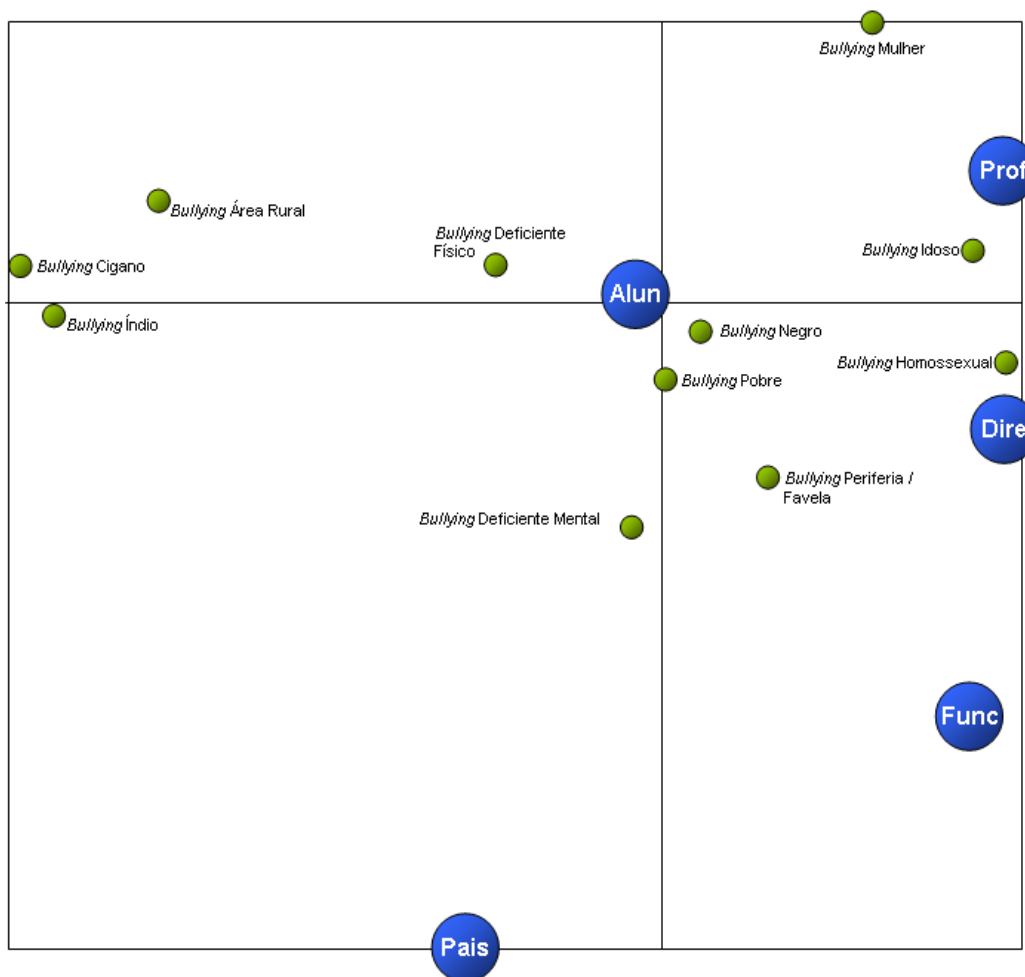 Bullying Mulher
Prof
Bullying Área Rural
Bullying Deficiente
Físico
Bullying Idoso
Bullying Cigano
Alun
Bullying Índio
Bullying Negro
Bullying Homossexual
Bullying Pobre
Dire
Bullying Periferia /
Favela
Bullying Deficiente Mental
Func
Pais